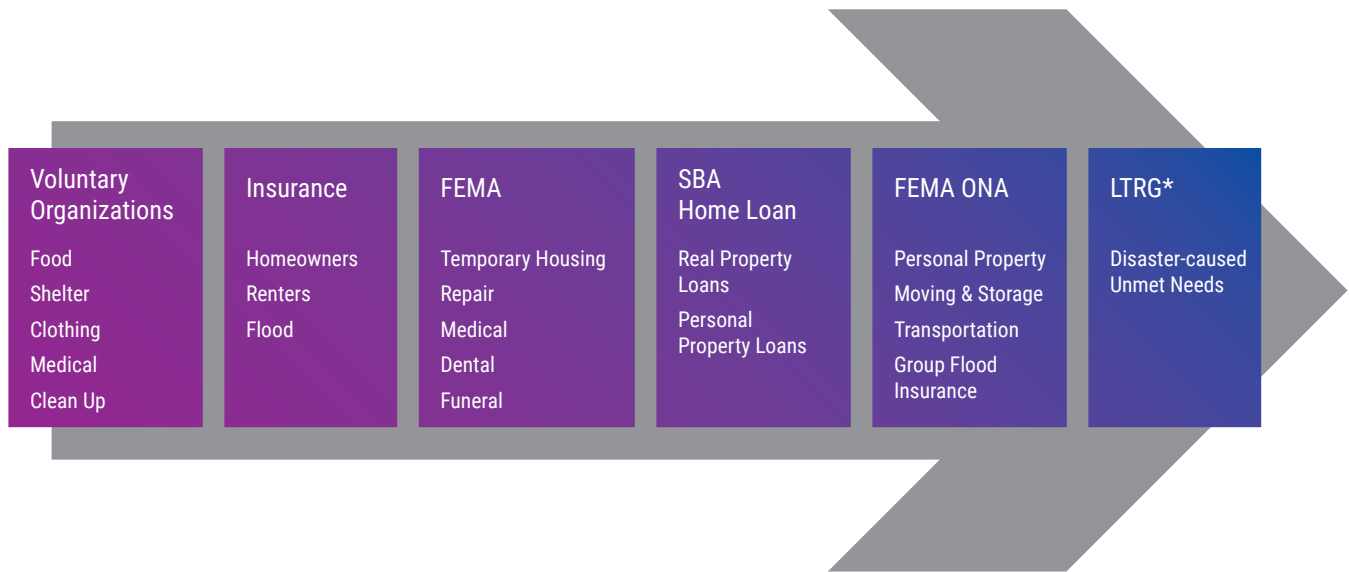 Voluntary
Organizations
Food
Shelter
Clothing
Medical
Clean Up
Insurance
Homeowners
Renters
Flood
FEMA
Temporary Housing
Repair
Medical
Dental
Funeral
SBA
Home Loan
Real Property
Loans
Personal
Property Loans
FEMA ONA
Personal Property
Moving & Storage
Transportation
Group Flood
Insurance
LTRG*
Disaster-caused
Unmet Needs